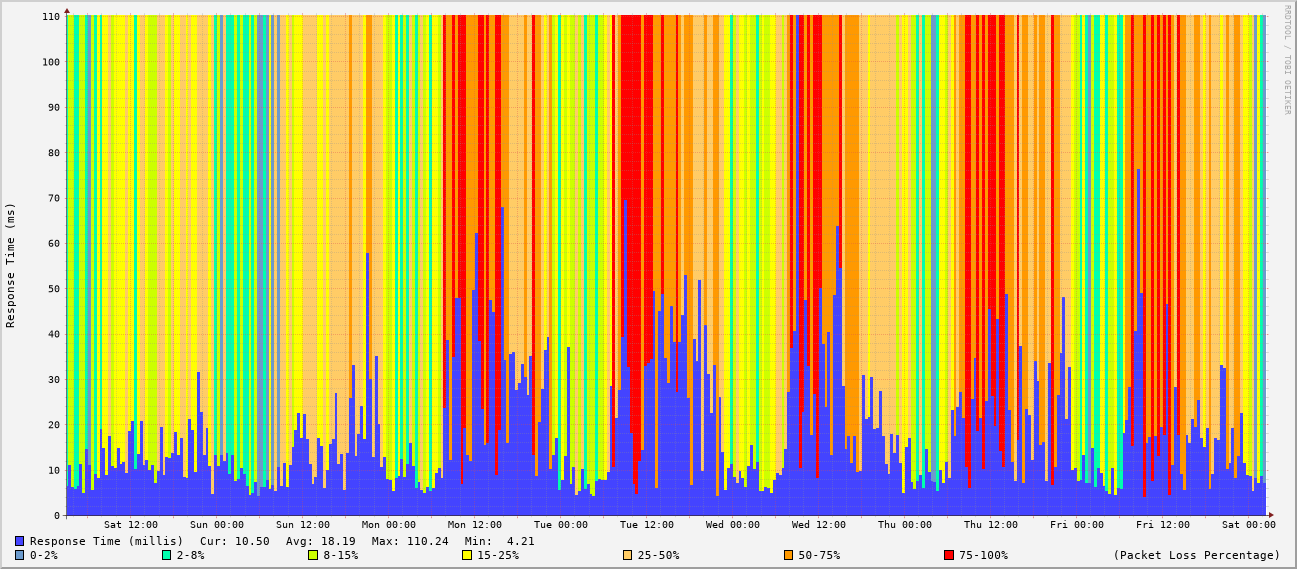 RRDTOOL / TOBI OETIKER
Response Time (ms)
110
100
90
80
70
60
50
40
30
20
10
0
Sat 12:00 Sun 00:00 Sun 12:00 Mon 00:00 Mon 12:00 Tue 00:00 Tue 12:00 Wed 00:00 Wed 12:00 Thu 00:00 Thu 12:00 Fri 00:00 Fri 12:00 Sat 00:00
Response Time (millis) Cur: 10.50 Avg: 18.19 Max: 110.24 Min: 4.21
0-2% 2-8% 8-15% 15-25% 25-50% 50-75% 75-100% (Packet Loss Percentage)